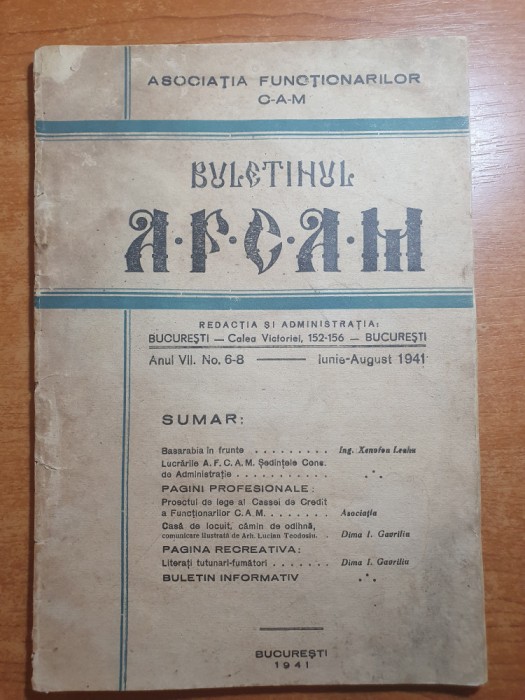 ASOCIAȚIA FUNCȚIONARILOR
C-A-M
BULETINUL
A·F·C·A·M
REDACȚIA ȘI ADMINISTRAȚIA:
BUCUREȘTI — Calea Victoriei, 152-156 — BUCUREȘTI
Anul VII. No. 6-8 ——— Iunie-August 1941
SUMAR:
Basarabia în frunte . . . . . . . . . Ing. Xenofon Leahu
Lucrările A.F.C.A.M. Ședințele Cons.
de Administrație . . . . . . . . . . . * * *
PAGINI PROFESIONALE:
Proectul de lege al Cassei de Credit
a Funcționarilor C.A.M. . . . . . . . Asociația
Casă de locuit, cămin de odihnă,
comunicare ilustrată de Arh. Lucian Teodosiu. . Dima I. Gavriliu
PAGINA RECREATIVA:
Literați tutunari-fumători . . . . . . . Dima I. Gavriliu
BULETIN INFORMATIV * * *
BUCUREȘTI
1941